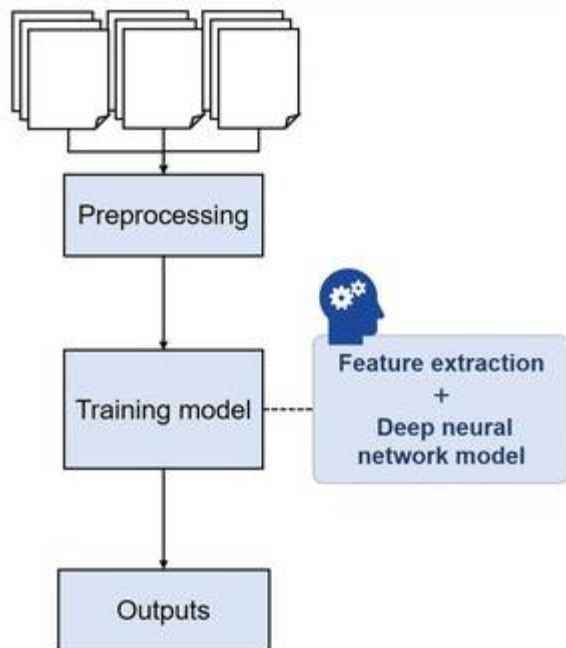 Preprocessing
Training model
Feature extraction
+
Deep neural
network model
Outputs